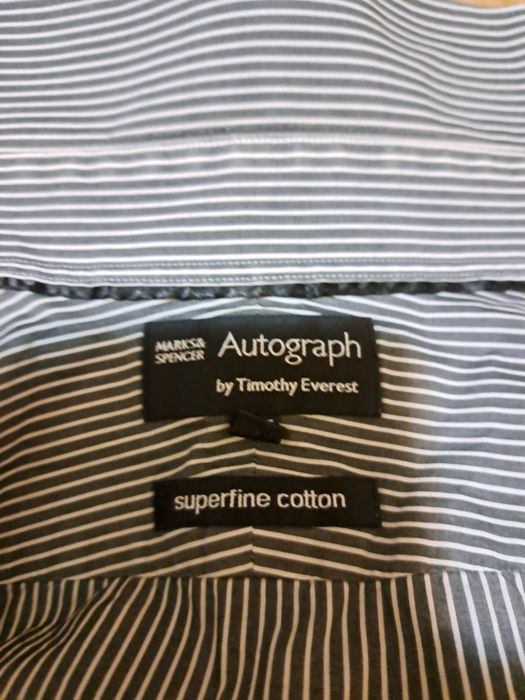 MARKS&
SPENCER
Autograph
by Timothy Everest
superfine cotton